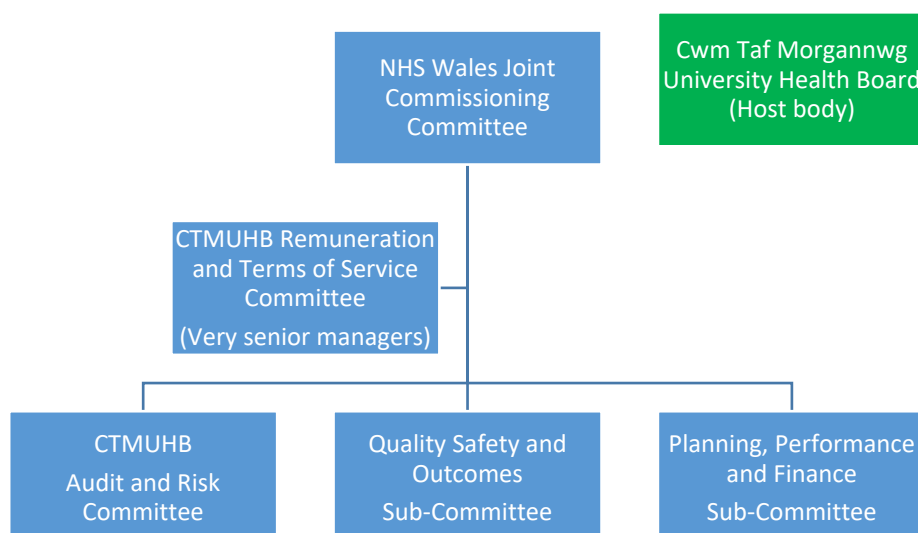 NHS Wales Joint
Commissioning
Committee
Cwm Taf Morgannwg
University Health Board
(Host body)
CTMUHB Remuneration
and Terms of Service
Committee
(Very senior managers)
CTMUHB
Audit and Risk
Committee
Quality Safety and
Outcomes
Sub-Committee
Planning, Performance
and Finance
Sub-Committee